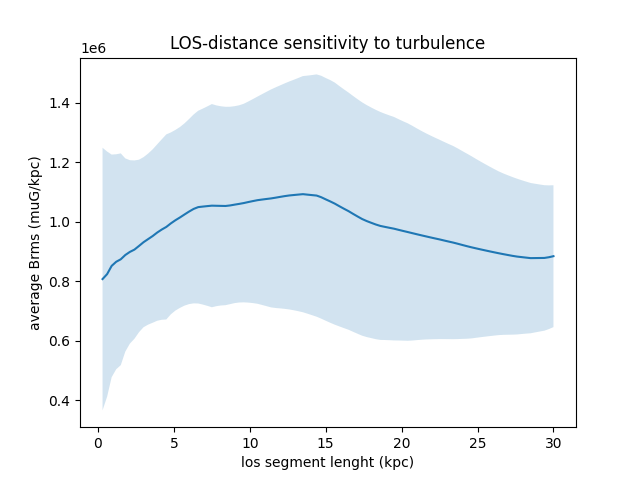 LOS-distance sensitivity to turbulence
1e6
1.4
1.2
1.0
0.8
0.6
0.4
average Brms (muG/kpc)
0 5 10 15 20 25 30
los segment lenght (kpc)